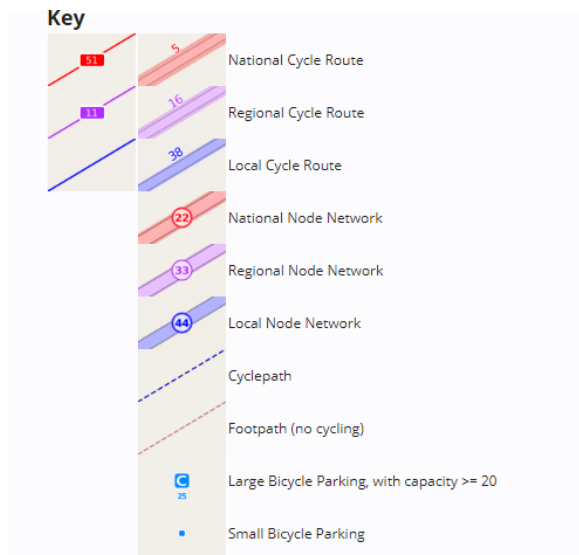 Key
51 5 National Cycle Route
11 16 Regional Cycle Route
38 Local Cycle Route
22 National Node Network
33 Regional Node Network
44 Local Node Network
Cyclepath
Footpath (no cycling)
C
25
Large Bicycle Parking, with capacity >= 20
Small Bicycle Parking